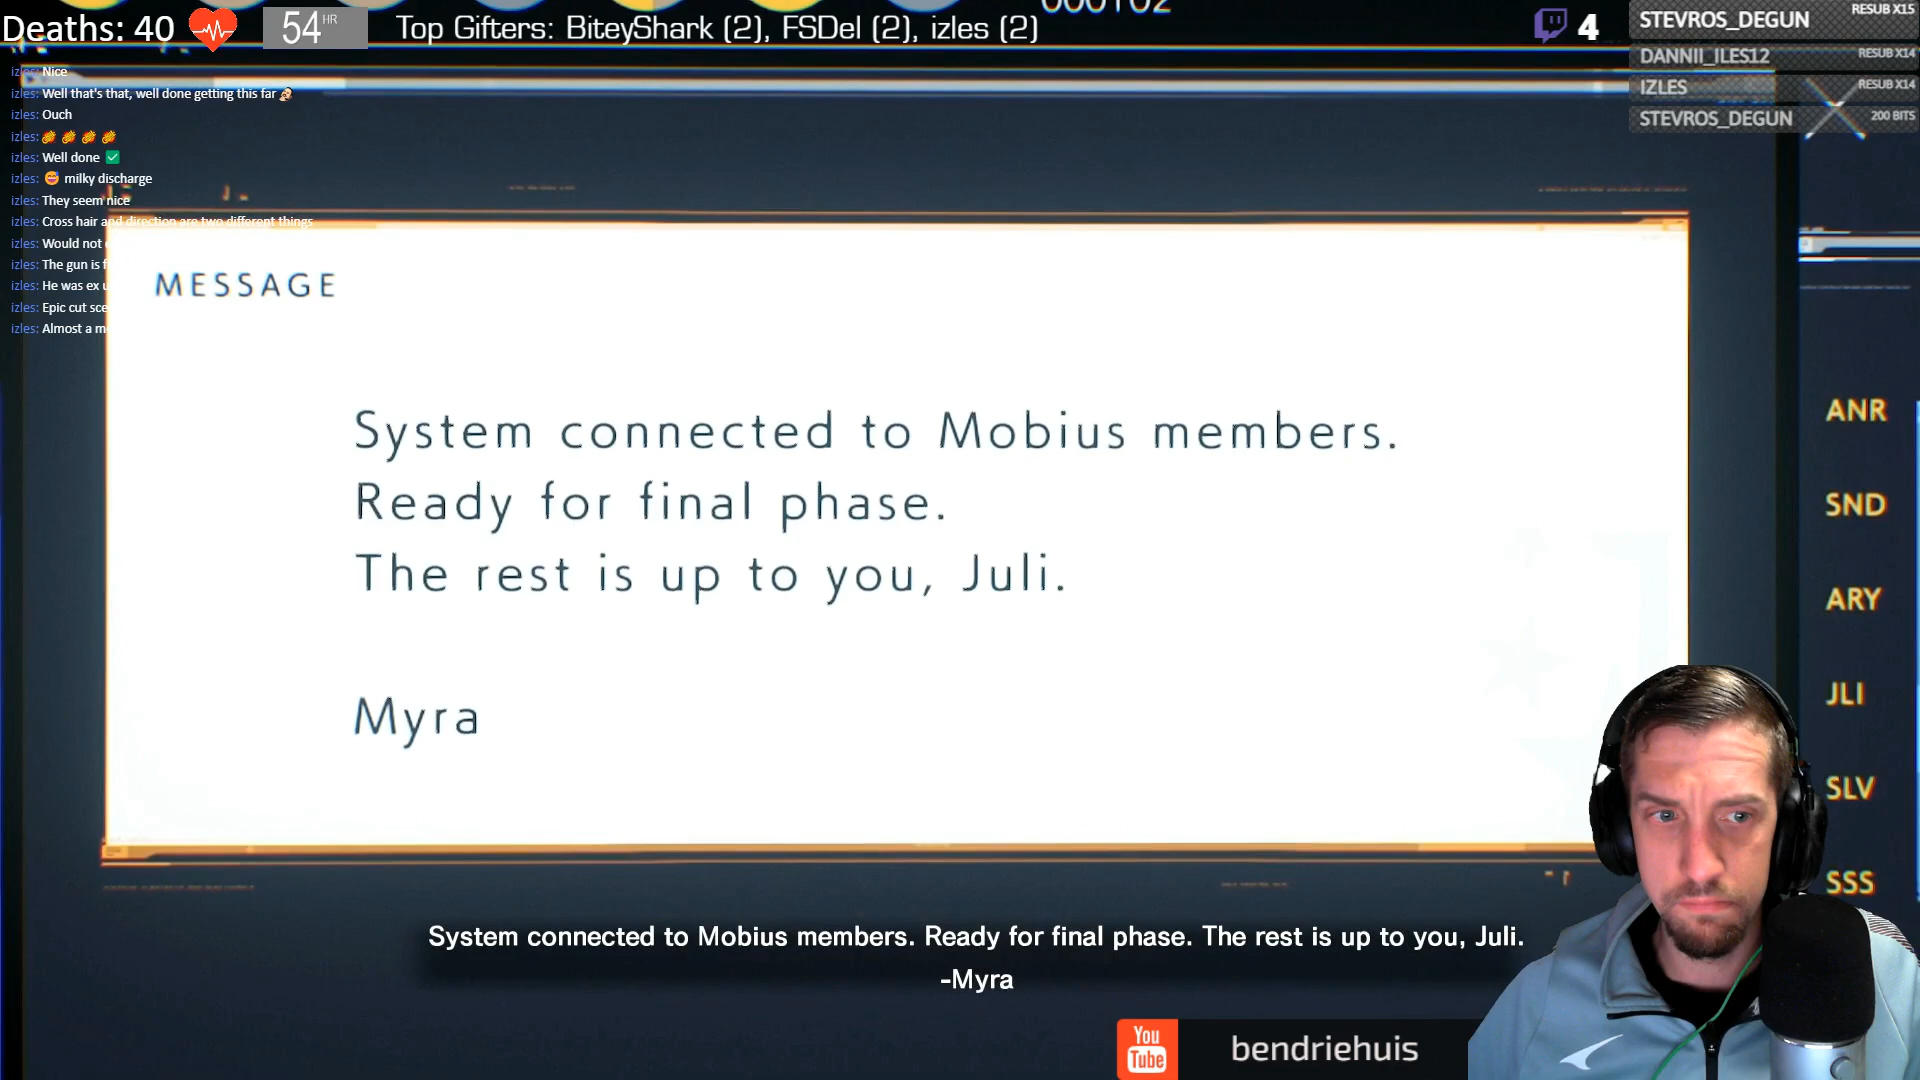 Deaths: 40
54 HR
Top Gifters: BiteyShark (2), FSDel (2), izles (2)
000102
4
STEVROS_DEGUN RESUB X15
DANNII_ILES12 RESUB X14
IZLES RESUB X14
STEVROS_DEGUN 200 BITS
izles: Nice
izles: Well that's that, well done getting this far
izles: Ouch
izles:
izles: Well done
izles: milky discharge
izles: They seem nice
izles: Cross hair and direction are two different things
izles: Would not
izles: The gun is f
izles: He was ex u
izles: Epic cut sce
izles: Almost a m
MESSAGE
System connected to Mobius members.
Ready for final phase.
The rest is up to you, Juli.
Myra
ANR
SND
ARY
JLI
SLV
SSS
System connected to Mobius members. Ready for final phase. The rest is up to you, Juli.
-Myra
You
Tube
bendriehuis